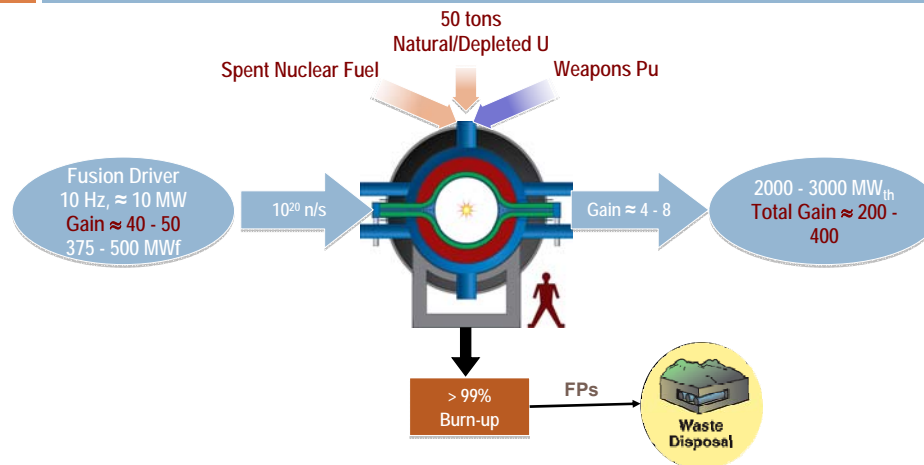 50 tons
Natural/Depleted U
Spent Nuclear Fuel
Weapons Pu
Fusion Driver
10 Hz, ≈ 10 MW
Gain ≈ 40 - 50
375 - 500 MWf
10²⁰ n/s
Gain ≈ 4 - 8
2000 - 3000 MWₜₕ
Total Gain ≈ 200 -
400
> 99%
Burn-up
FPs
Waste
Disposal